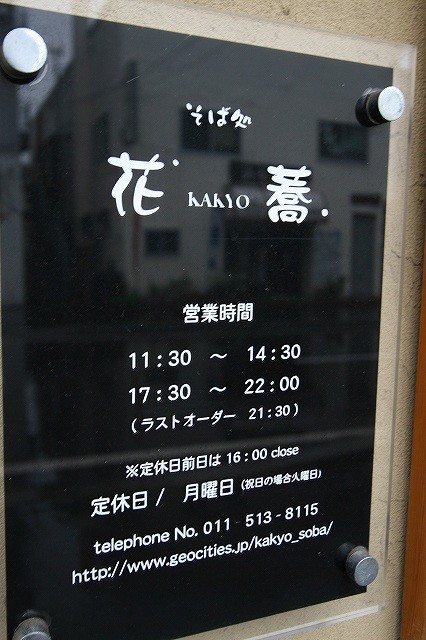 そば処
花 KAKYO 蕎
営業時間
11:30 ～ 14:30
17:30 ～ 22:00
(ラストオーダー 21:30)
※定休日前日は 16:00 close
定休日 / 月曜日 (祝日の場合火曜日)
telephone No. 011 - 513 - 8115
http://www.geocities.jp/kakyo_soba/